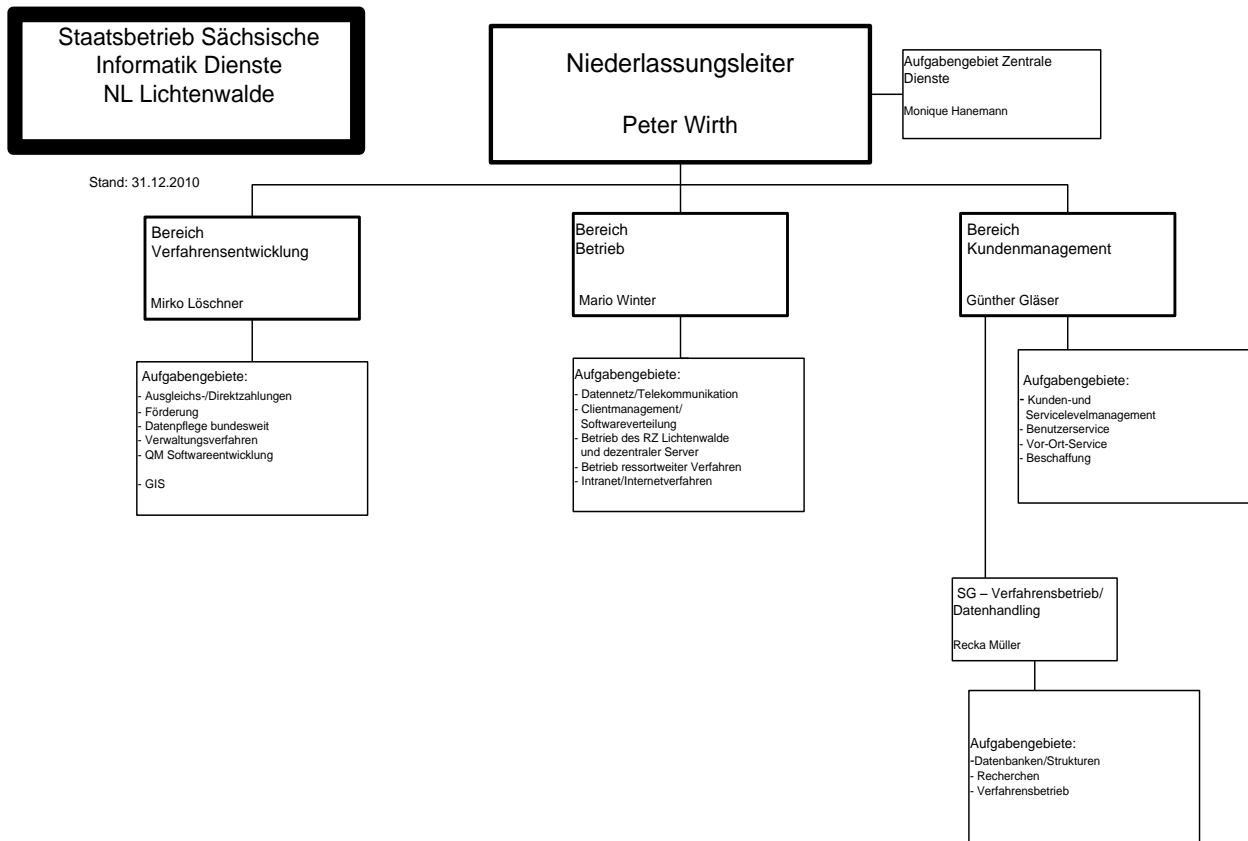 Staatsbetrieb Sächsische
Informatik Dienste
NL Lichtenwalde
Niederlassungsleiter
Peter Wirth
Aufgabengebiet Zentrale
Dienste
Monique Hanemann
Stand: 31.12.2010
Bereich
Verfahrensentwicklung
Mirko Löschner
Bereich
Betrieb
Mario Winter
Bereich
Kundenmanagement
Günther Gläser
Aufgabengebiete:
- Ausgleichs-/Direktzahlungen
- Förderung
- Datenpflege bundesweit
- Verwaltungsverfahren
- QM Softwareentwicklung
- GIS
Aufgabengebiete:
- Datennetz/Telekommunikation
- Clientmanagement/
Softwareverteilung
- Betrieb des RZ Lichtenwalde
und dezentraler Server
- Betrieb ressortweiter Verfahren
- Intranet/Internetverfahren
Aufgabengebiete:
- Kunden-und
Servicelevelmanagement
- Benutzerservice
- Vor-Ort-Service
- Beschaffung
SG – Verfahrensbetrieb/
Datenhandling
Recka Müller
Aufgabengebiete:
-Datenbanken/Strukturen
- Recherchen
- Verfahrensbetrieb